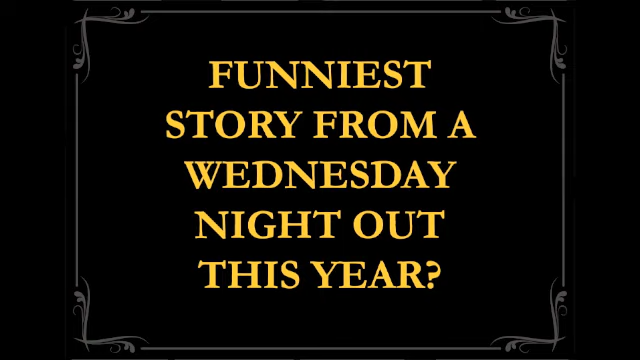 FUNNIEST
STORY FROM A
WEDNESDAY
NIGHT OUT
THIS YEAR?